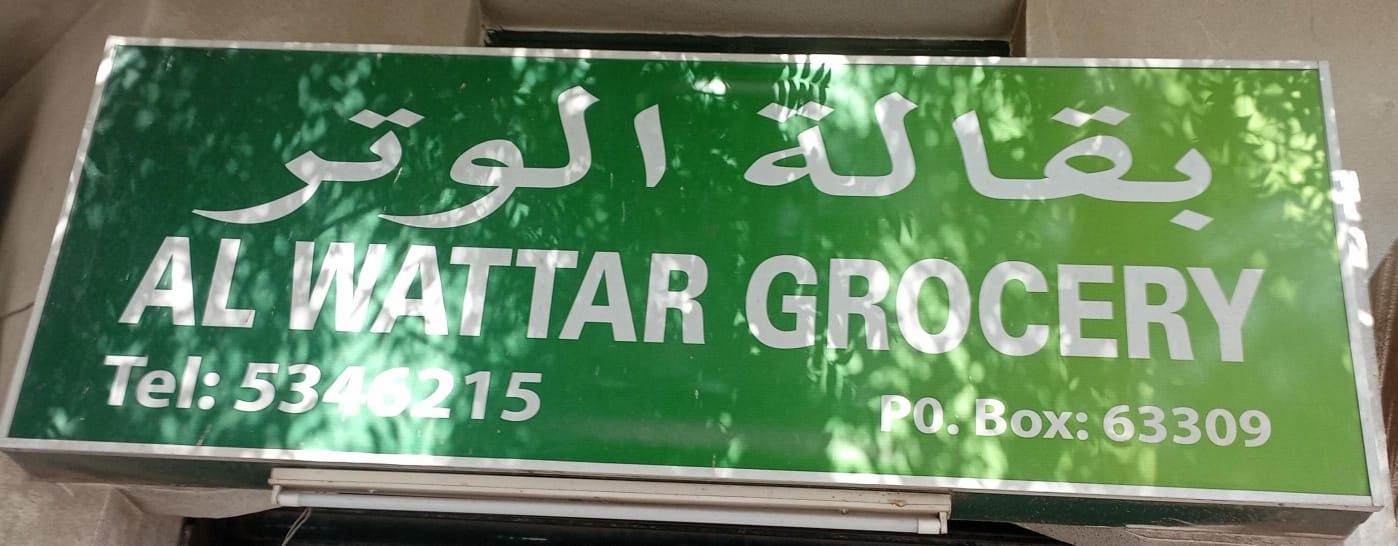 بقالة الوتر
AL WATTAR GROCERY
Tel: 5346215
P0. Box: 63309